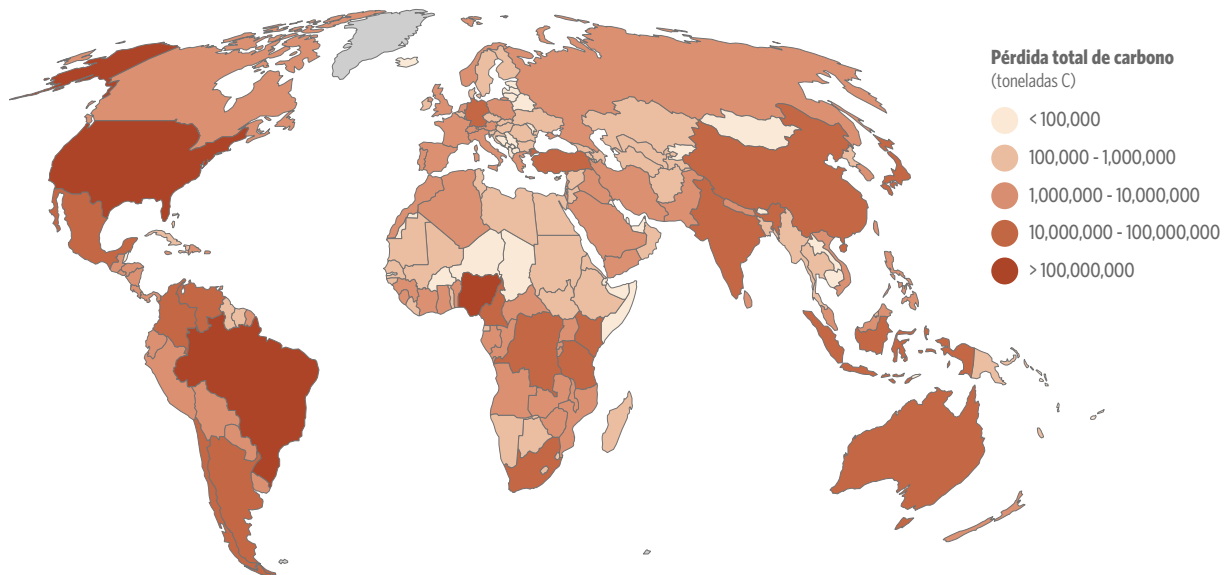 Pérdida total de carbono
(toneladas C)
< 100,000
100,000 - 1,000,000
1,000,000 - 10,000,000
10,000,000 - 100,000,000
> 100,000,000